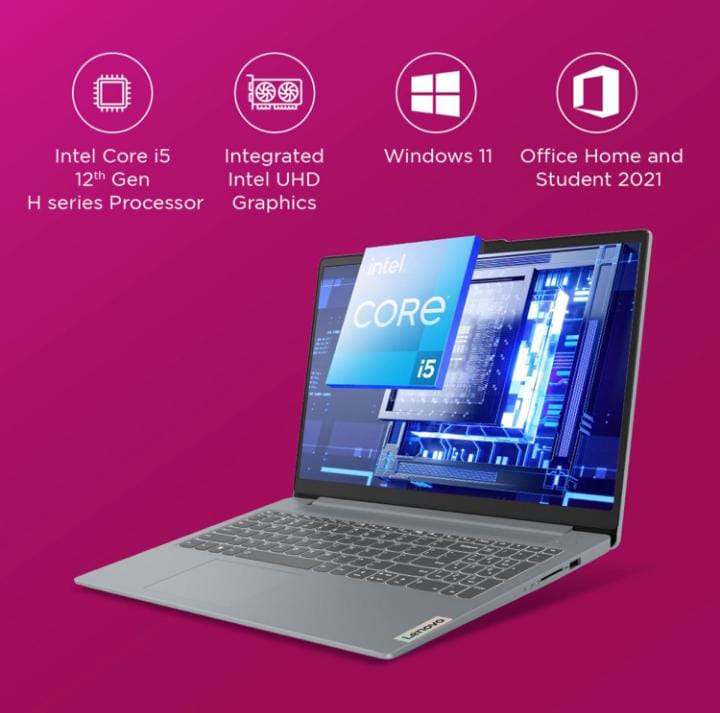 Intel Core i5
12th Gen
H series Processor
Integrated
Intel UHD
Graphics
Windows 11
Office Home and
Student 2021
intel.
CORE™
i5
Lenovo